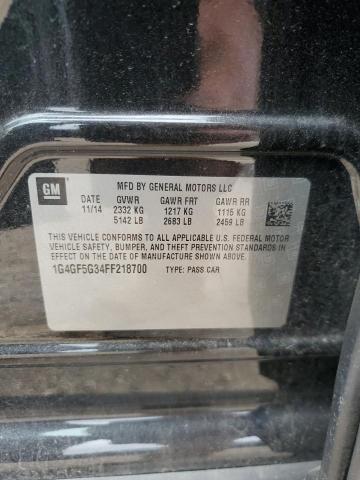 GM
MFD BY GENERAL MOTORS LLC
DATE GVWR GAWR FRT GAWR RR
11/14 2332 KG 1217 KG 1115 KG
5142 LB 2683 LB 2459 LB
THIS VEHICLE CONFORMS TO ALL APPLICABLE U.S. FEDERAL MOTOR
VEHICLE SAFETY, BUMPER, AND THEFT PREVENTION STANDARDS
IN EFFECT ON THE DATE OF MANUFACTURE SHOWN ABOVE.
1G4GF5G34FF218700 TYPE: PASS CAR